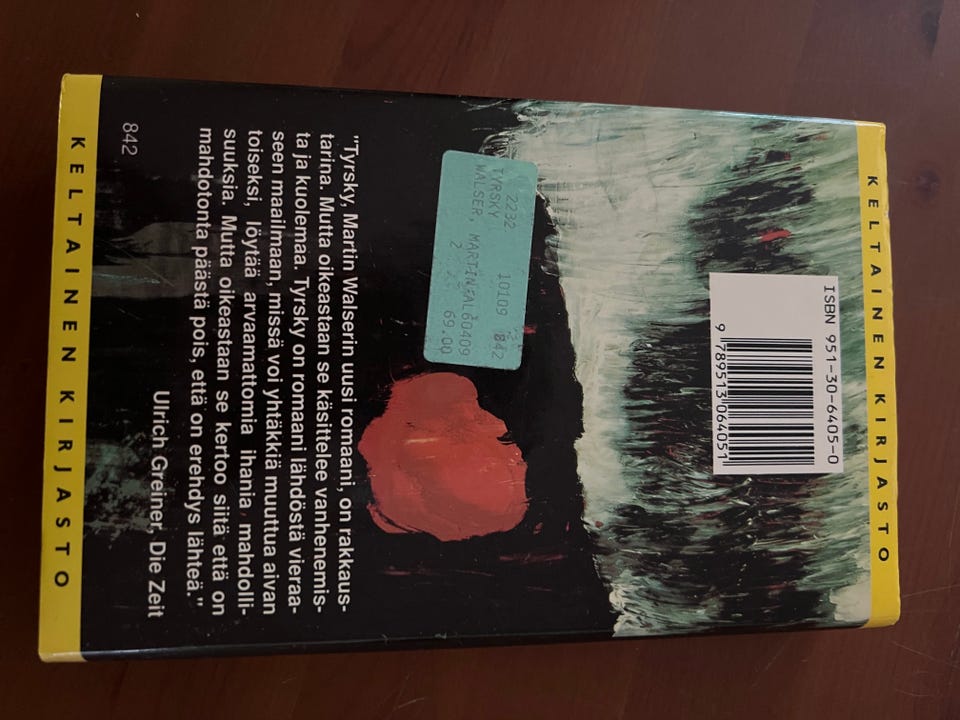 KELTAINEN KIRJASTO
ISBN 951-30-6405-0
9 789513 064051
2232 10109 842
TYRSKY
WALSER, MARTIN
AL60409
2 69.00
"Tyrsky, Martin Walserin uusi romaani, on rakkaus-
tarina. Mutta oikeastaan se käsittelee vanhenemis-
ta ja kuolemaa. Tyrsky on romaani lähdöstä vieraa-
seen maailmaan, missä voi yhtäkkiä muuttua aivan
toiseksi, löytää arvaamattomia ihania mahdolli-
suuksia. Mutta oikeastaan se kertoo siitä että on
mahdotonta päästä pois, että on erehdys lähteä."
Ulrich Greiner, Die Zeit
842
KELTAINEN KIRJASTO